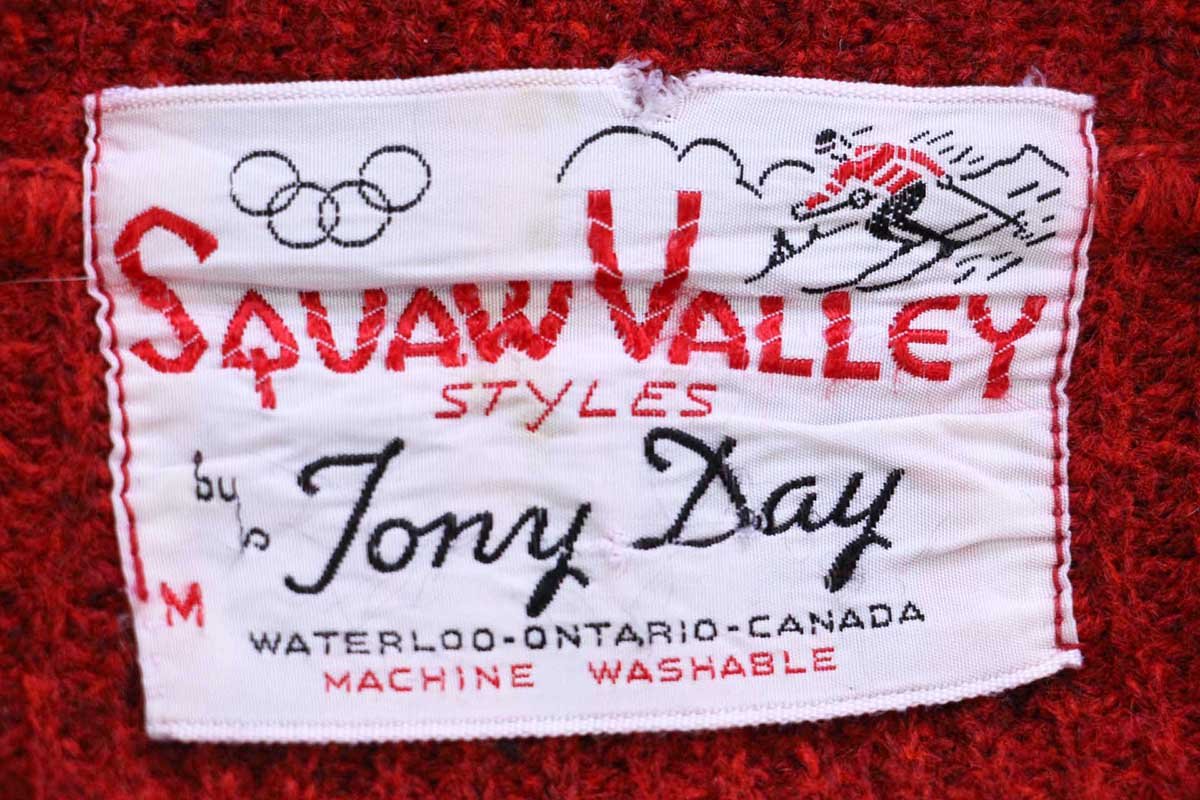 SQUAW VALLEY
STYLES
by Tony Day
M
WATERLOO-ONTARIO-CANADA
MACHINE WASHABLE